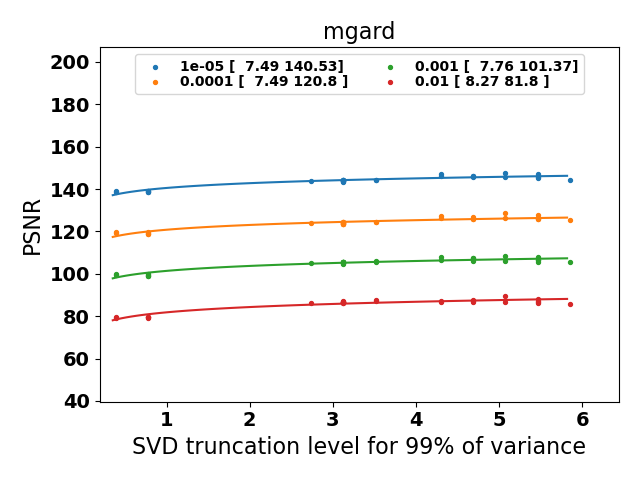 mgard
1e-05 [  7.49 140.53]
0.0001 [  7.49 120.8 ]
0.001 [  7.76 101.37]
0.01 [ 8.27 81.8 ]
PSNR
200
180
160
140
120
100
80
60
40
1 2 3 4 5 6
SVD truncation level for 99% of variance